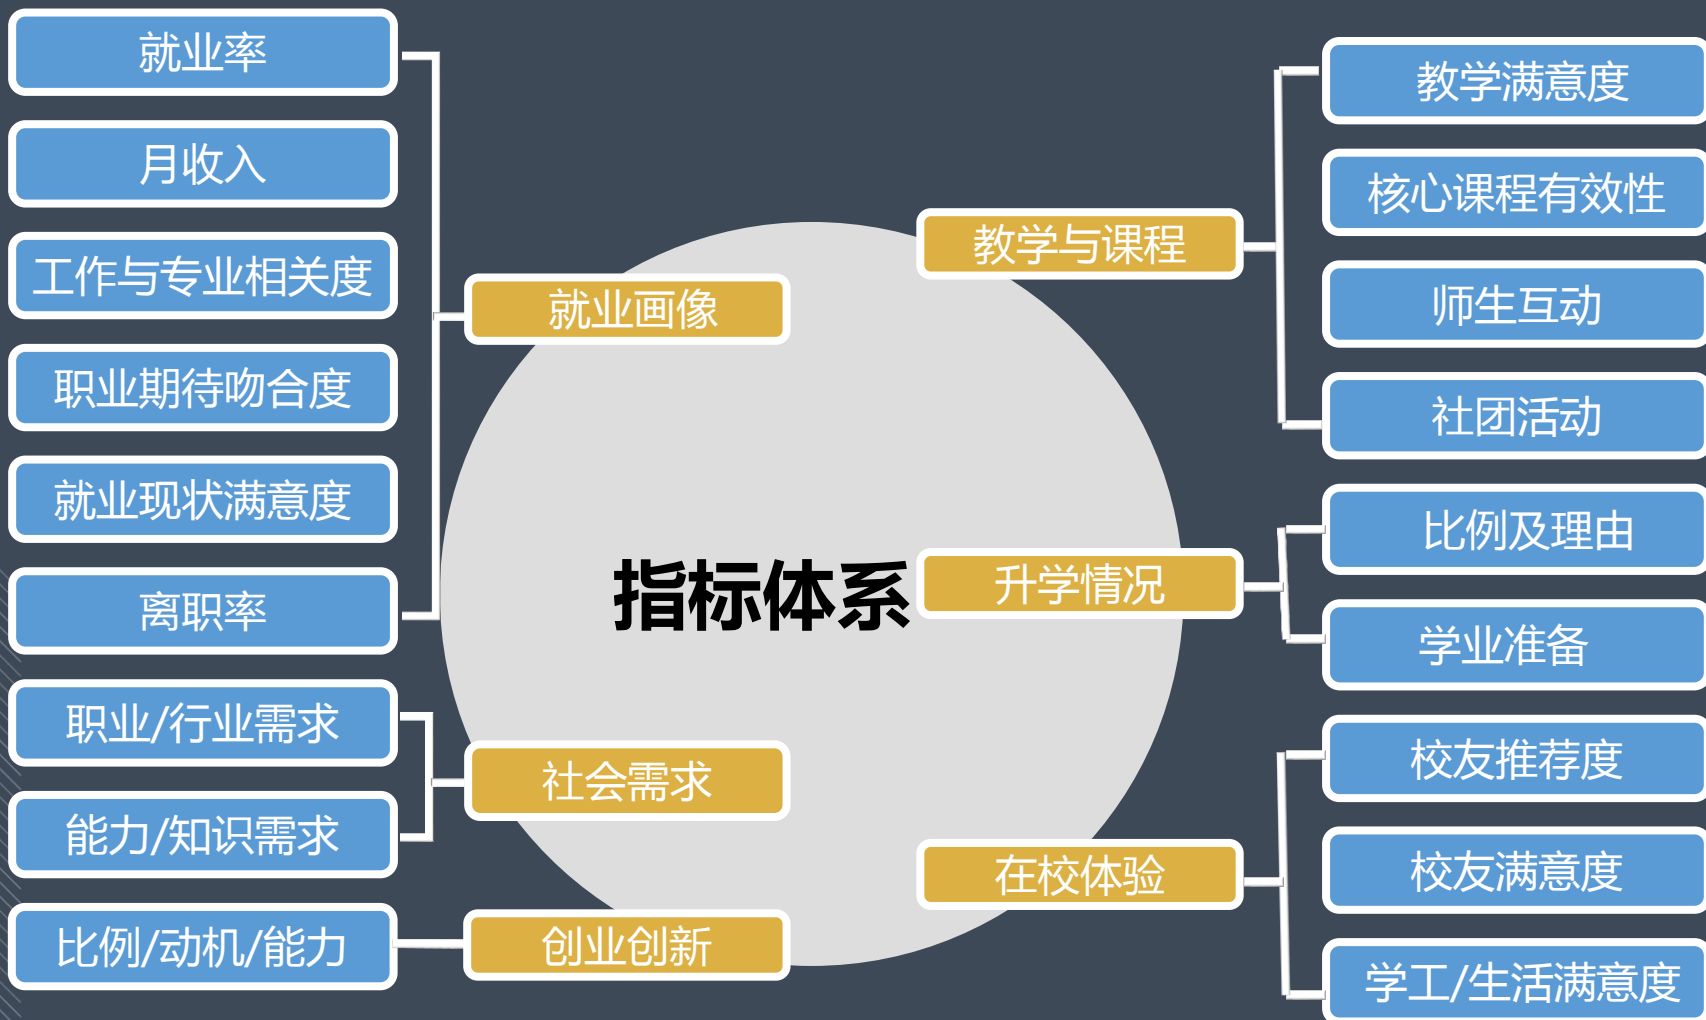 就业率
月收入
工作与专业相关度
职业期待吻合度
就业现状满意度
离职率
职业/行业需求
能力/知识需求
比例/动机/能力
就业画像
社会需求
创业创新
指标体系
教学与课程
升学情况
在校体验
教学满意度
核心课程有效性
师生互动
社团活动
比例及理由
学业准备
校友推荐度
校友满意度
学工/生活满意度